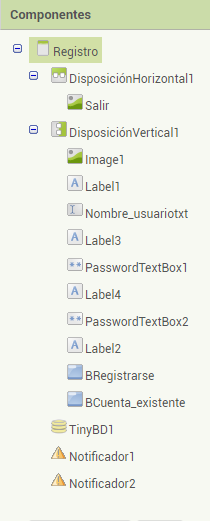 Componentes
Registro
DisposiciónHorizontal1
Salir
DisposiciónVertical1
Image1
Label1
Nombre_usuariotxt
Label3
PasswordTextBox1
Label4
PasswordTextBox2
Label2
BRegistrarse
BCuenta_existente
TinyBD1
Notificador1
Notificador2